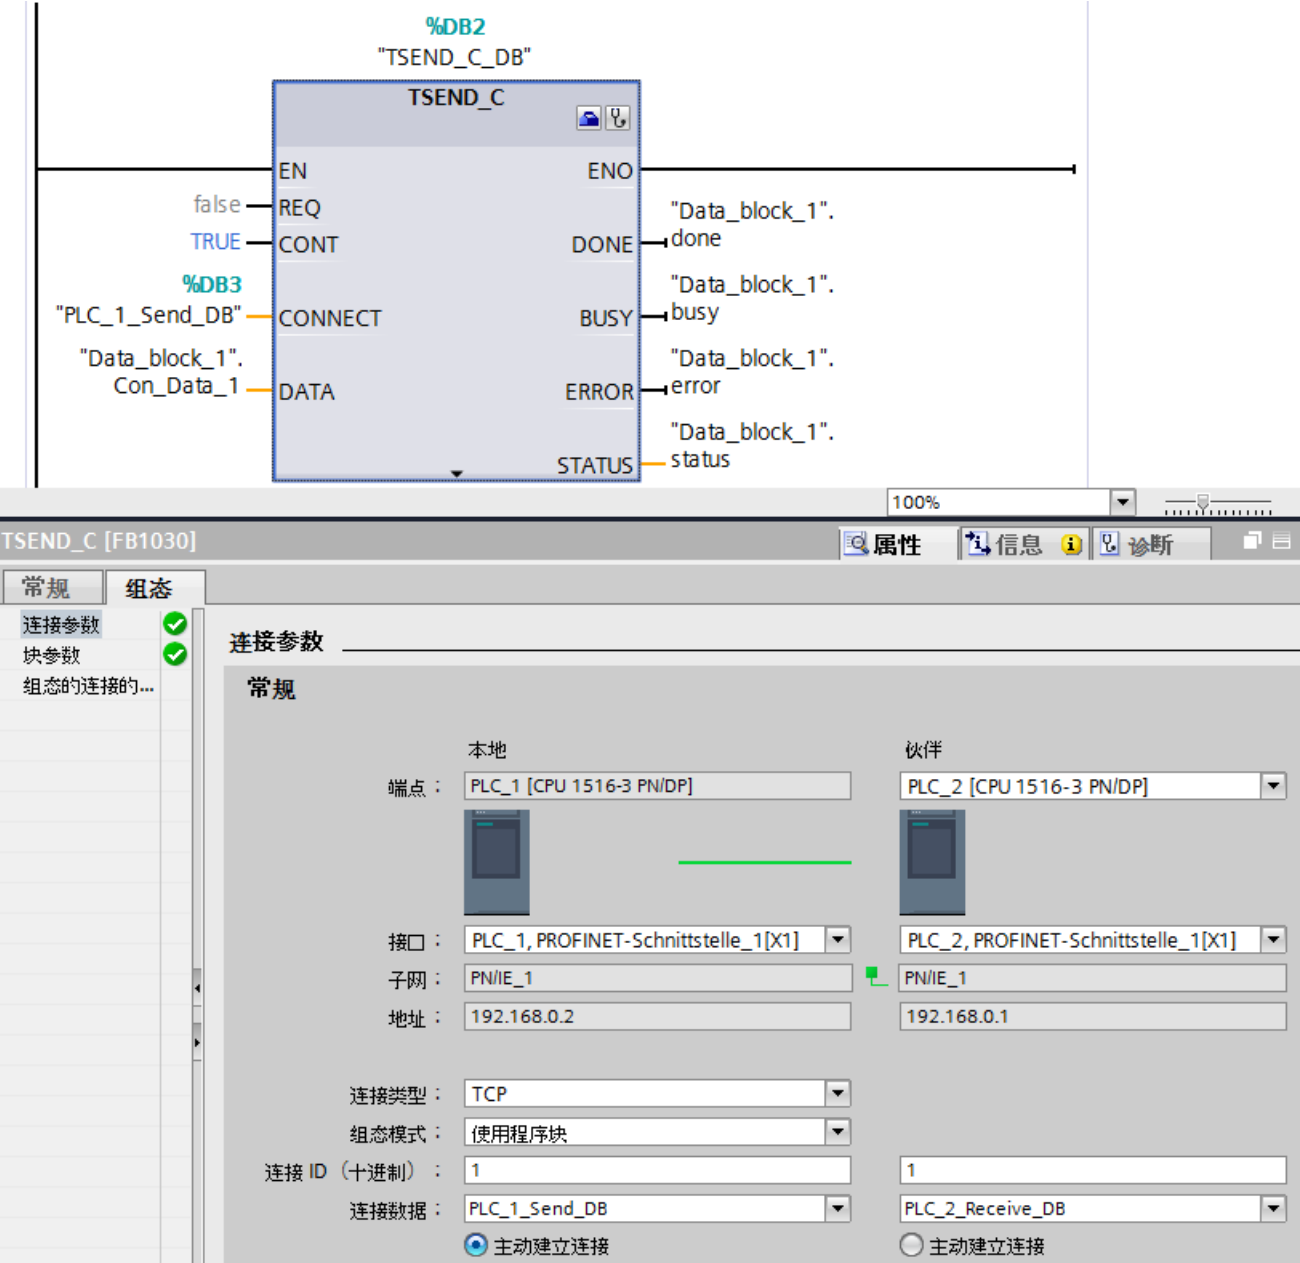 %DB2
"TSEND_C_DB"
TSEND_C
EN ENO
false REQ
"Data_block_1".
TRUE CONT DONE done
%DB3
"Data_block_1".
"PLC_1_Send_DB" CONNECT BUSY busy
"Data_block_1". "Data_block_1".
Con_Data_1 DATA ERROR error
"Data_block_1".
STATUS status
100%
TSEND_C [FB1030] 属性 信息 诊断
常规 组态
连接参数
块参数
组态的连接的...
连接参数
常规
本地 伙伴
端点: PLC_1 [CPU 1516-3 PN/DP] PLC_2 [CPU 1516-3 PN/DP]
接口: PLC_1, PROFINET-Schnittstelle_1[X1] PLC_2, PROFINET-Schnittstelle_1[X1]
子网: PN/IE_1 PN/IE_1
地址: 192.168.0.2 192.168.0.1
连接类型: TCP
组态模式: 使用程序块
连接 ID(十进制): 1 1
连接数据: PLC_1_Send_DB PLC_2_Receive_DB
主动建立连接 主动建立连接